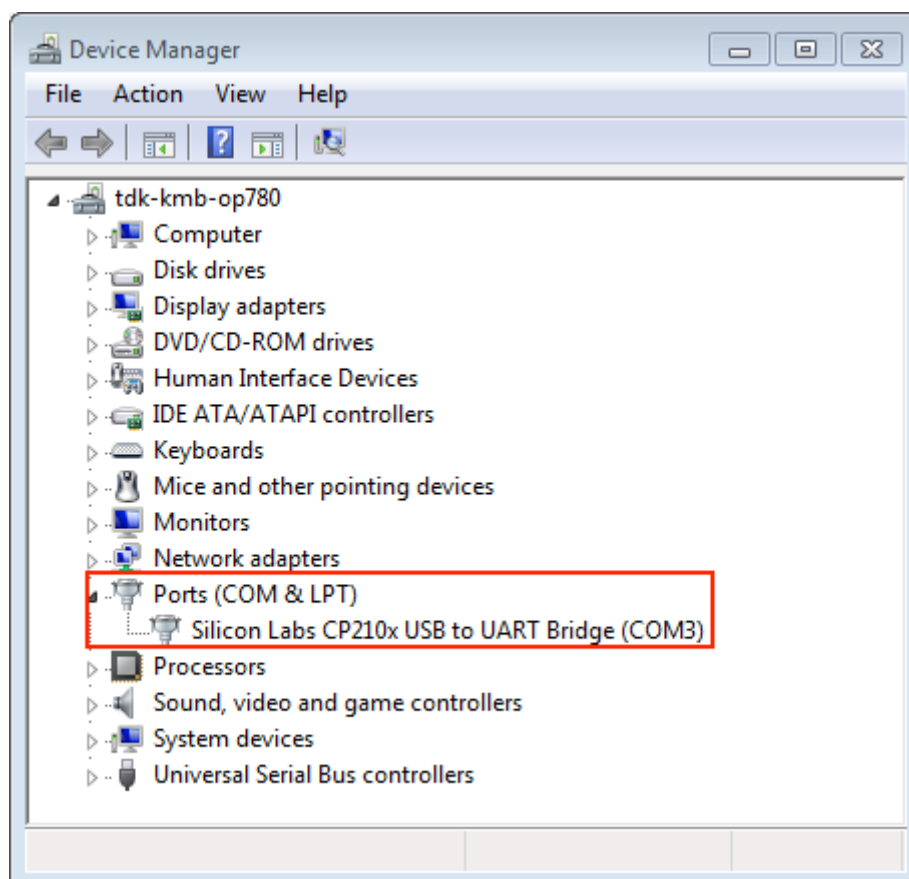 Device Manager
File Action View Help
tdk-kmb-op780
Computer
Disk drives
Display adapters
DVD/CD-ROM drives
Human Interface Devices
IDE ATA/ATAPI controllers
Keyboards
Mice and other pointing devices
Monitors
Network adapters
Ports (COM & LPT)
Silicon Labs CP210x USB to UART Bridge (COM3)
Processors
Sound, video and game controllers
System devices
Universal Serial Bus controllers